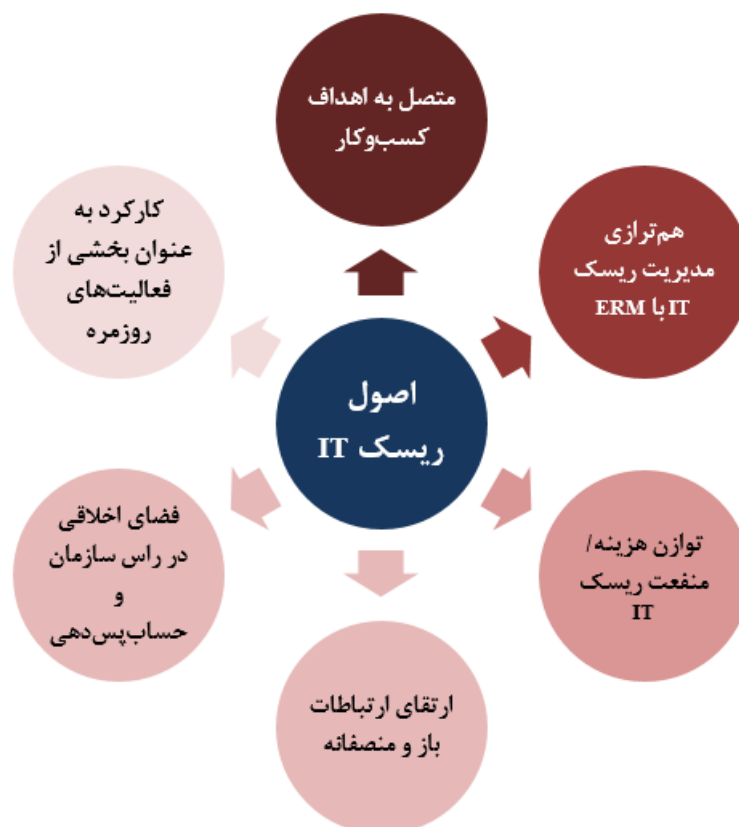 متصل به اهداف
کسب‌وکار
هم‌ترازی
مدیریت ریسک
IT با ERM
توازن هزینه/
منفعت ریسک
IT
ارتقای ارتباطات
باز و منصفانه
فضای اخلاقی
در راس سازمان
و
حساب‌پس‌دهی
کارکرد به
عنوان بخشی از
فعالیت‌های
روزمره
اصول
ریسک IT